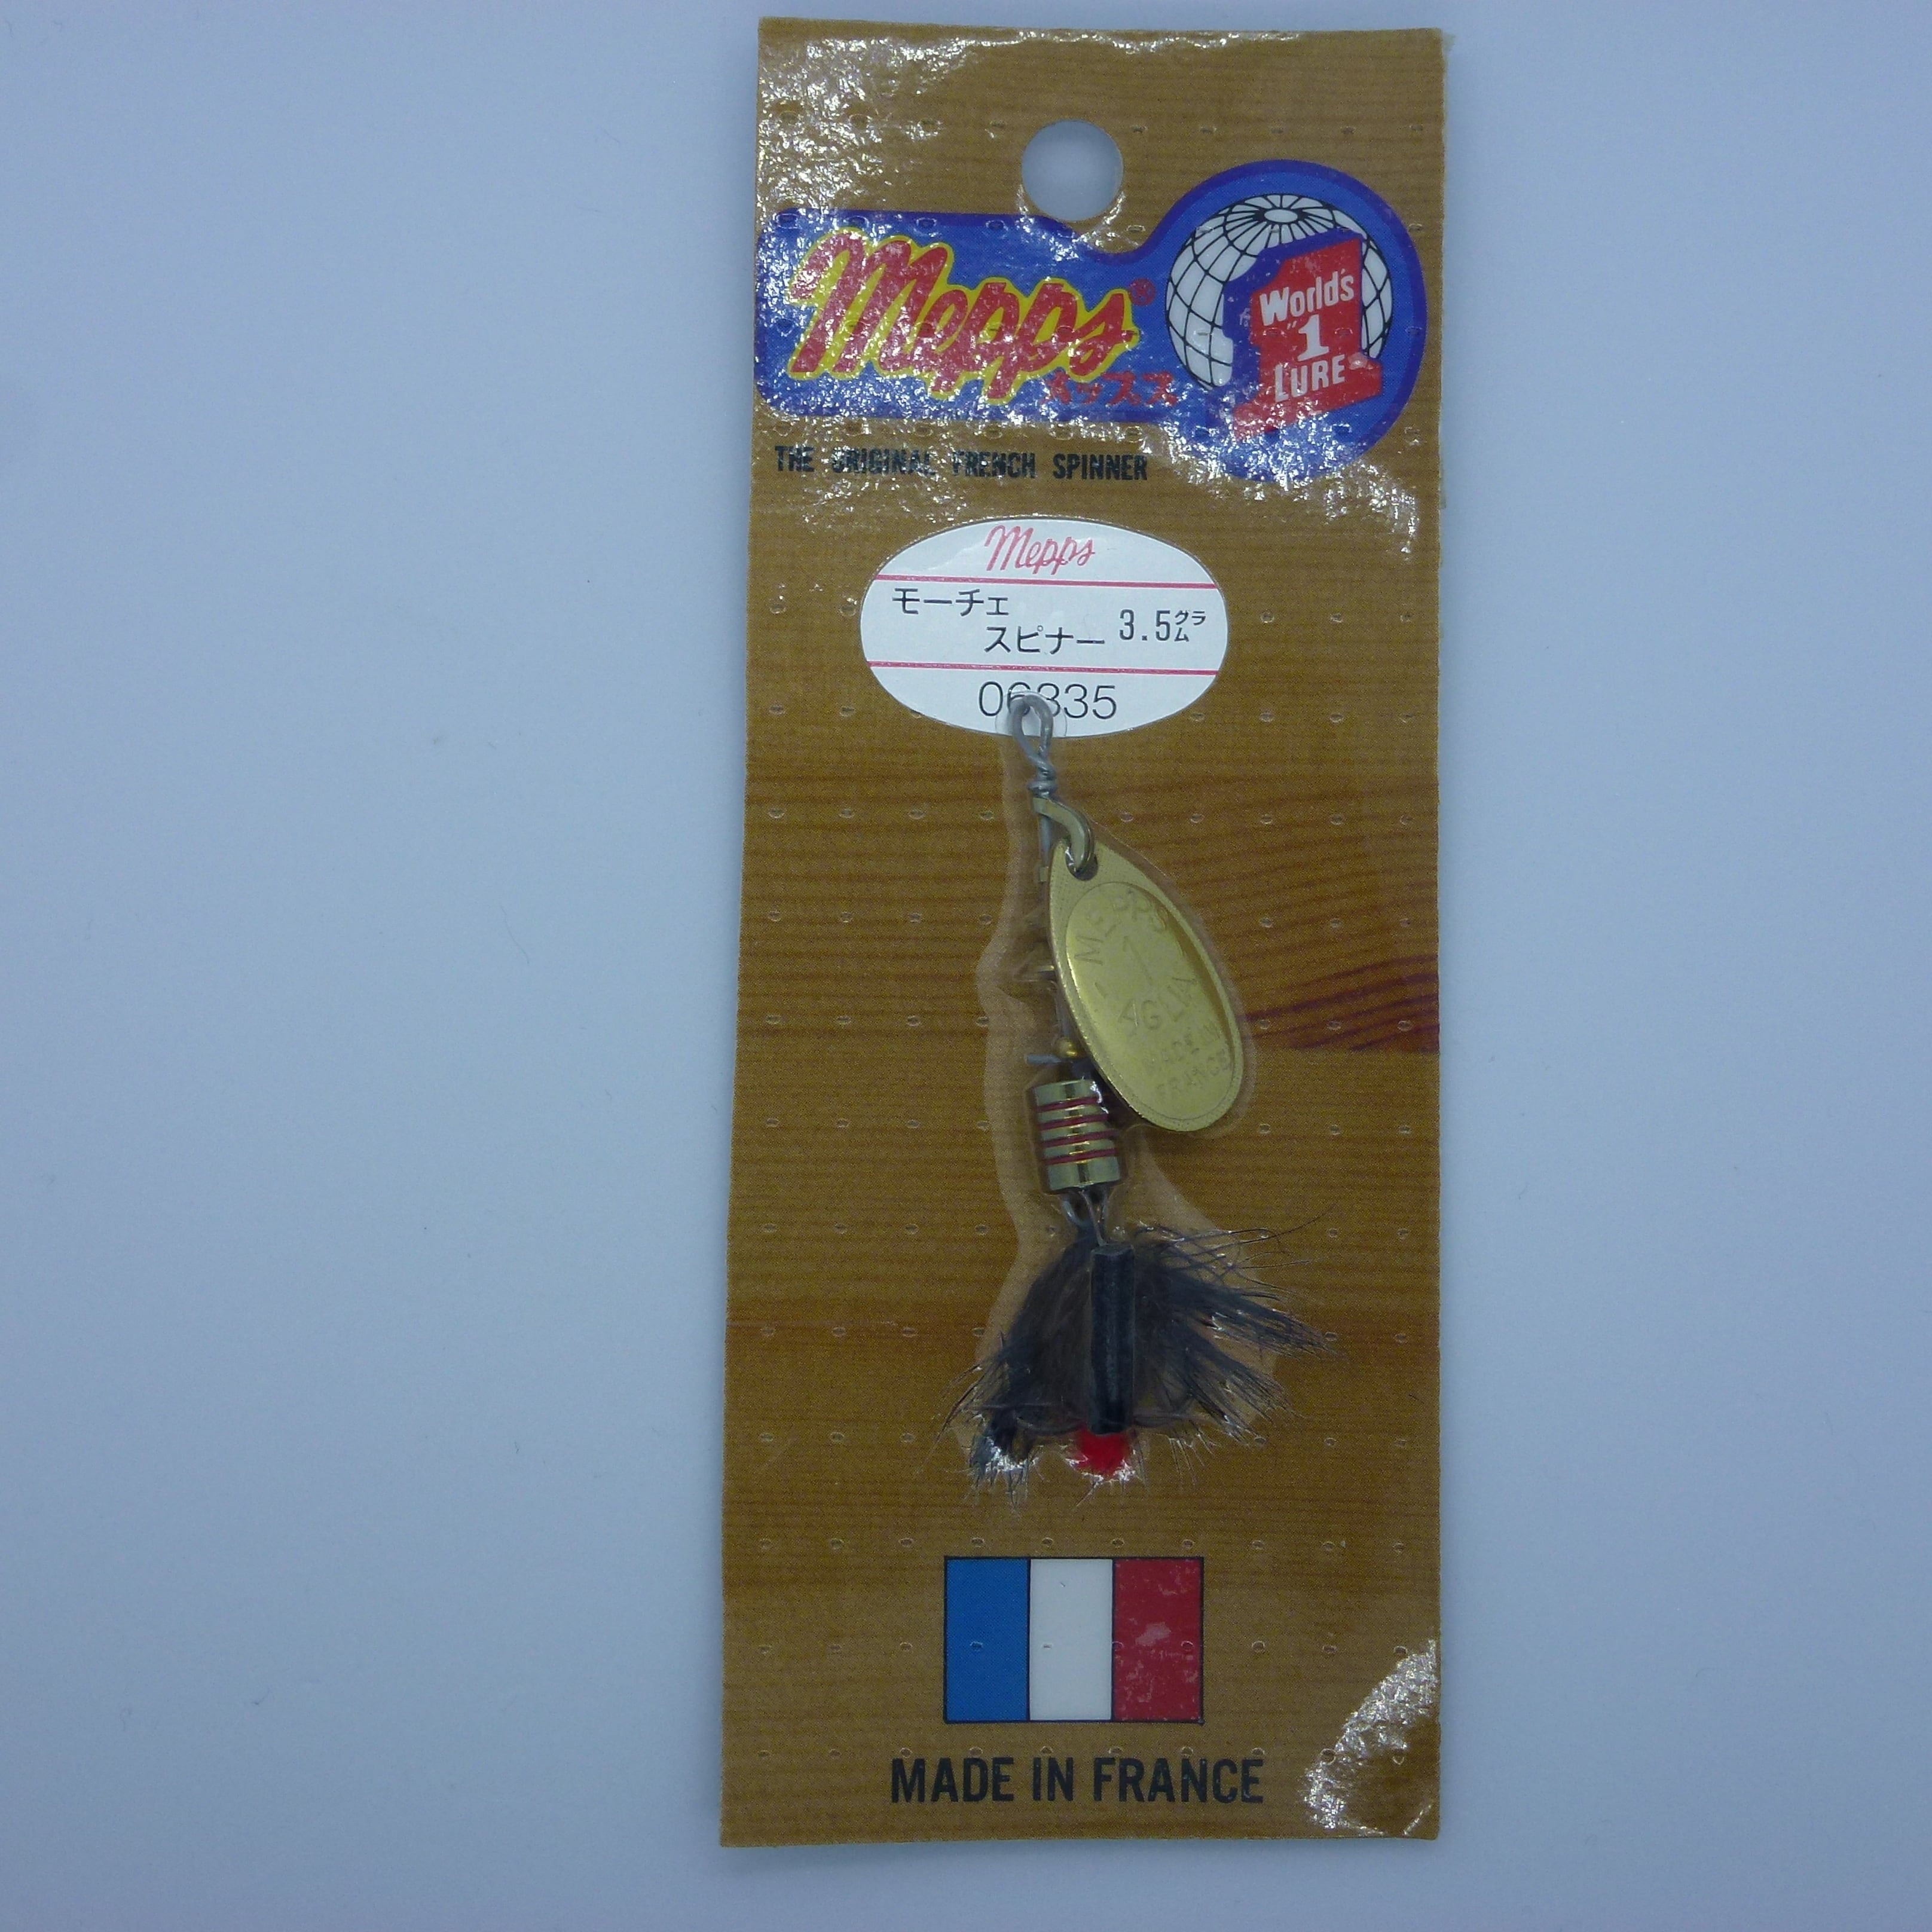 Mepps®
メップス
World's
"1
LURE
THE ORIGINAL FRENCH SPINNER
Mepps
モーチェ
スピナー 3.5グラム
06835
MEPPS
1
AGLIA
MADE IN
FRANCE
MADE IN FRANCE